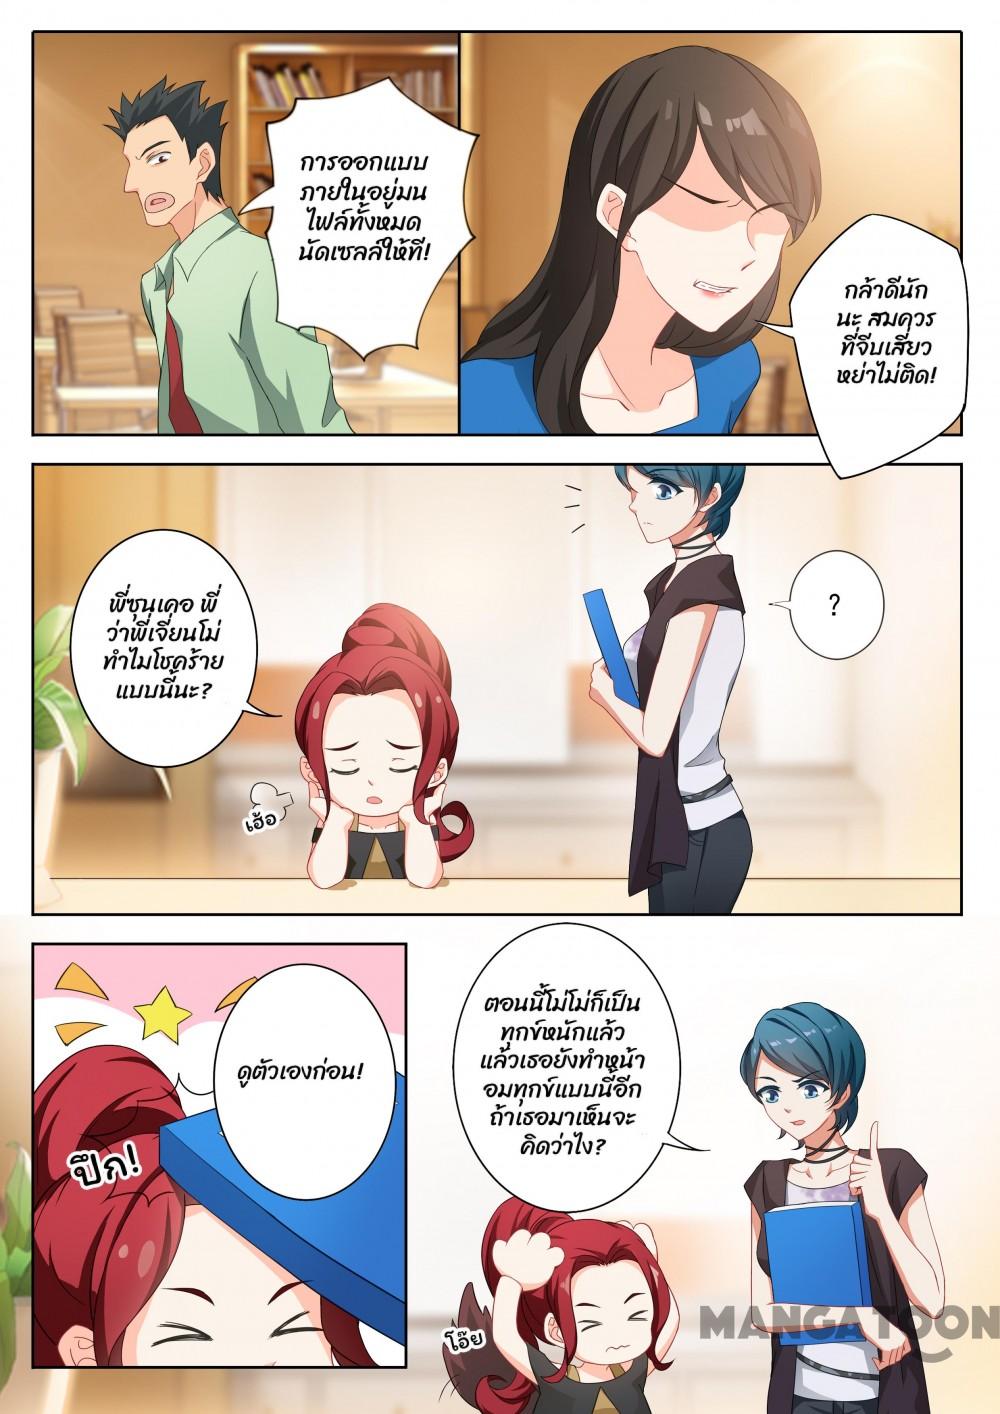 การออกแบบ
ภายในอยู่มน
ไฟล์ทั้งหมด
นัดเซลล์ให้ที!
กล้าดีนัก
นะ สมควร
ที่จีบเสี่ยว
หย่าไม่ติด!
พี่ซุนเคอ พี่
ว่าพี่เจี่ยนโม่
ทำไมโชคร้าย
แบบนี้นะ?
?
เฮ้อ
ดูตัวเองก่อน!
ปึก!
ตอนนี้โม่โม่ก็เป็น
ทุกข์หนักแล้ว
แล้วเธอยังทำหน้า
อมทุกข์แบบนี้อีก
ถ้าเธอมาเห็นจะ
คิดว่าไง?
โอ๊ย
MANGATOON